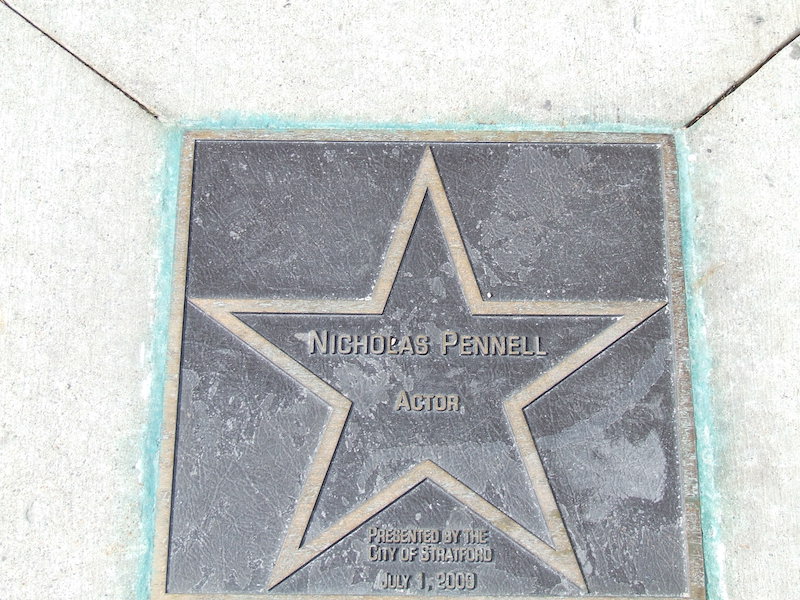 Nicholas Pennell
Actor
Presented by the
City of Stratford
July 1, 2009